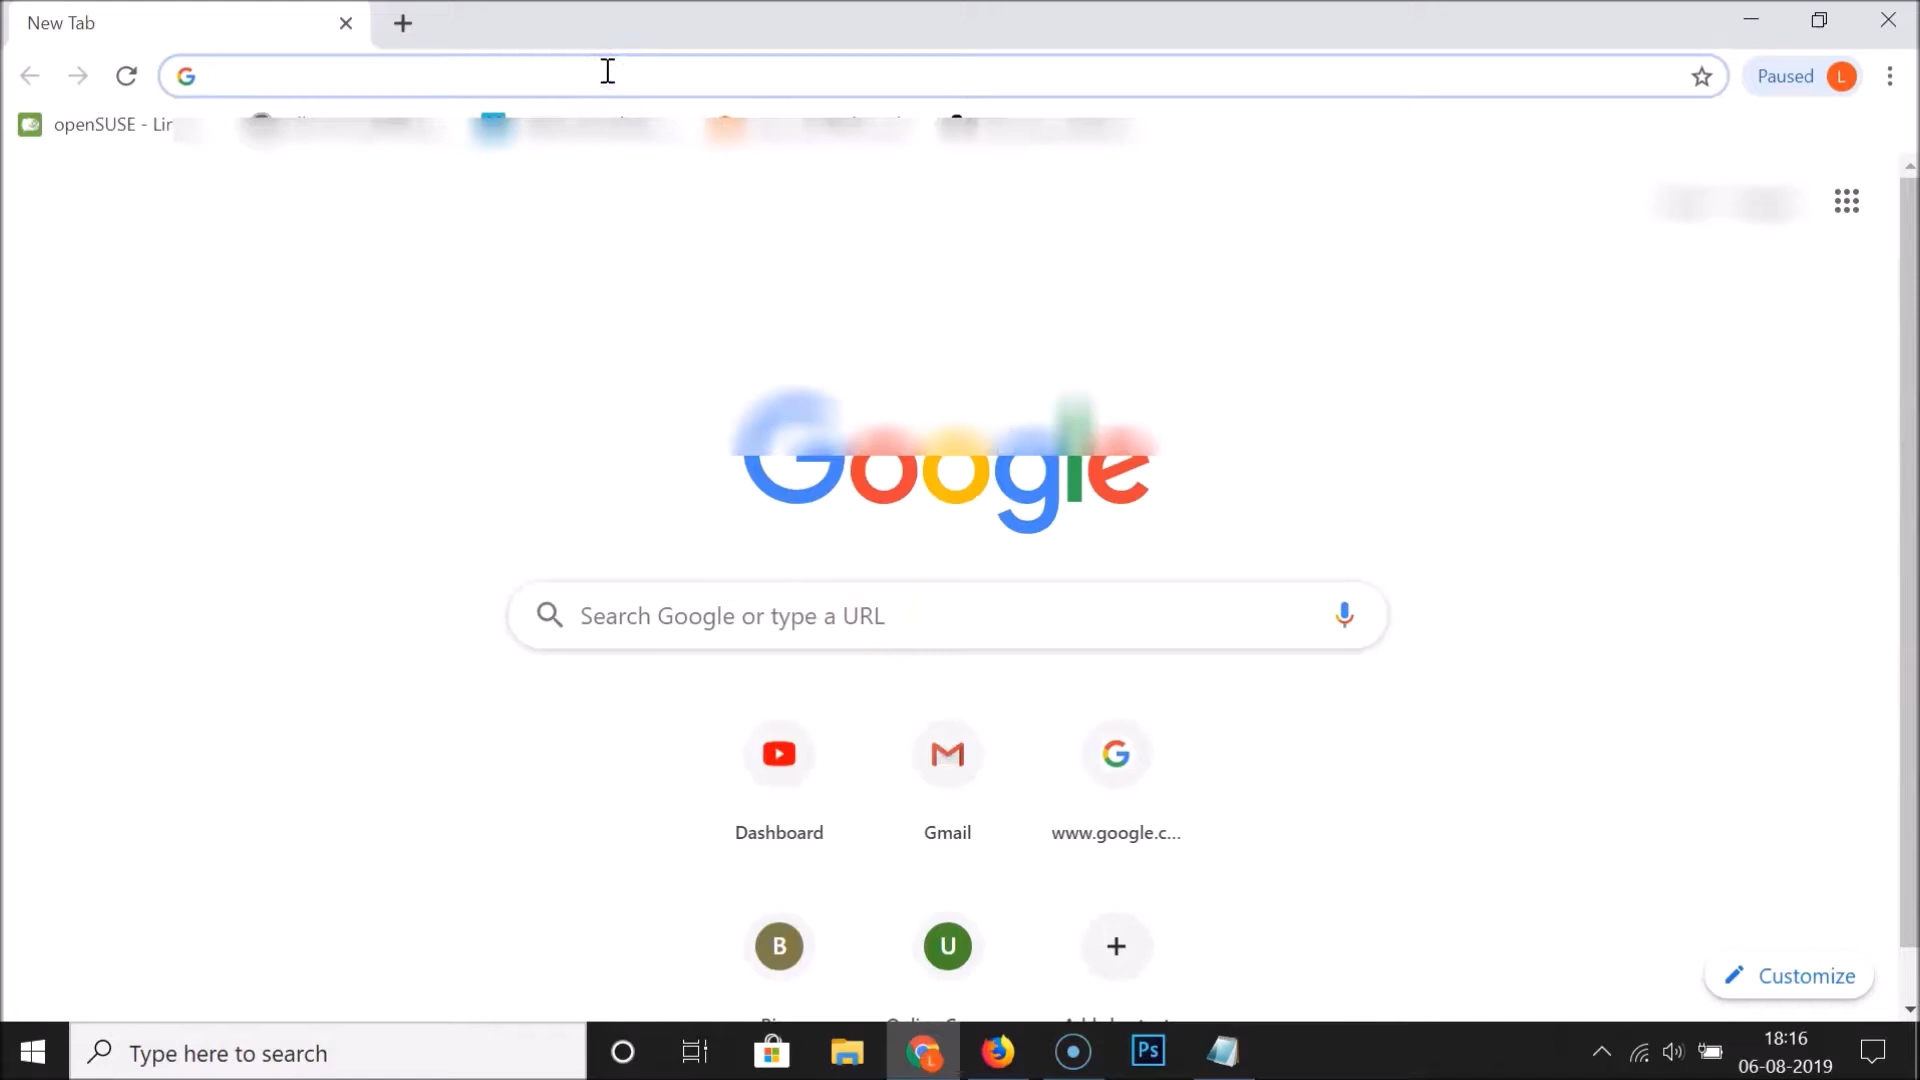 New Tab
Paused L
openSUSE - Lir
Google
Search Google or type a URL
Dashboard
Gmail
www.google.c...
B
U
Customize
Type here to search
L
Ps
18:16
06-08-2019